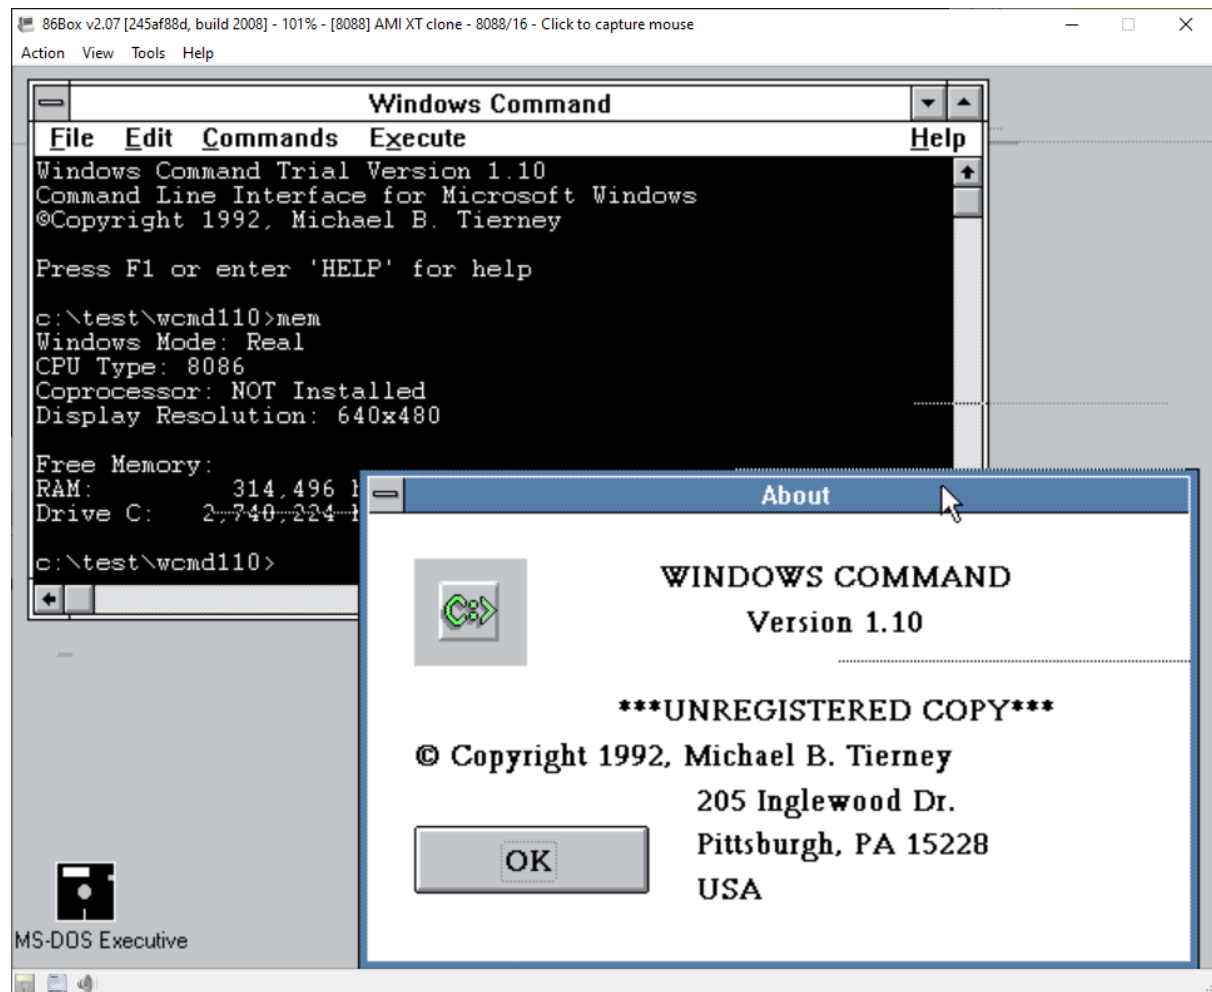 86Box v2.07 [245af88d, build 2008] - 101% - [8088] AMI XT clone - 8088/16 - Click to capture mouse
Action View Tools Help
Windows Command
File Edit Commands Execute Help
Windows Command Trial Version 1.10
Command Line Interface for Microsoft Windows
©Copyright 1992, Michael B. Tierney
Press F1 or enter 'HELP' for help
c:\test\wcmd110>mem
Windows Mode: Real
CPU Type: 8086
Coprocessor: NOT Installed
Display Resolution: 640x480
Free Memory:
RAM: 314,496
Drive C: 2,740,224
c:\test\wcmd110>
About
C:>
WINDOWS COMMAND
Version 1.10
***UNREGISTERED COPY***
© Copyright 1992, Michael B. Tierney
205 Inglewood Dr.
Pittsburgh, PA 15228
USA
OK
MS-DOS Executive